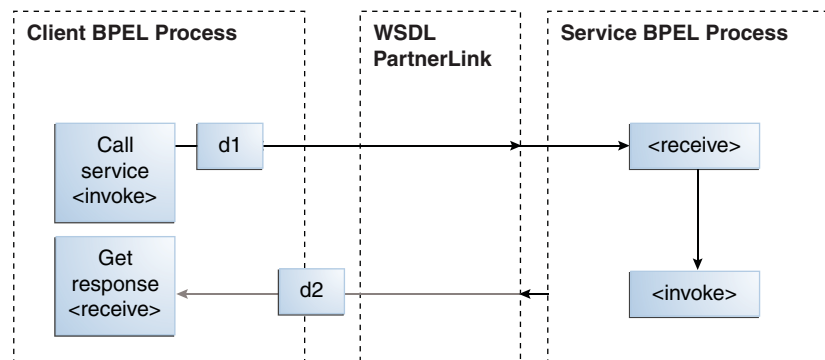 Client BPEL Process
WSDL
PartnerLink
Service BPEL Process
Call
service
<invoke>
d1
<receive>
Get
response
<receive>
d2
<invoke>